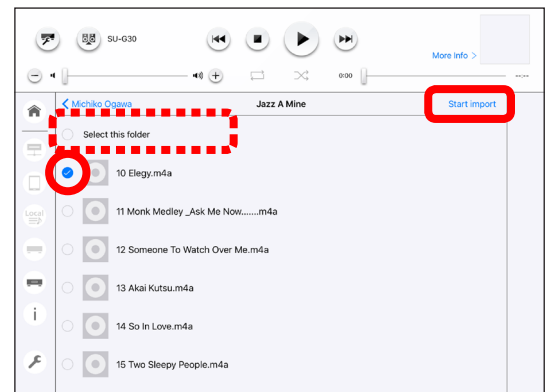 SU-G30
More Info >
0:00
--:--
< Michiko Ogawa
Jazz A Mine
Start import
Select this folder
10 Elegy.m4a
11 Monk Medley _Ask Me Now.......m4a
12 Someone To Watch Over Me.m4a
13 Akai Kutsu.m4a
Local
14 So In Love.m4a
15 Two Sleepy People.m4a